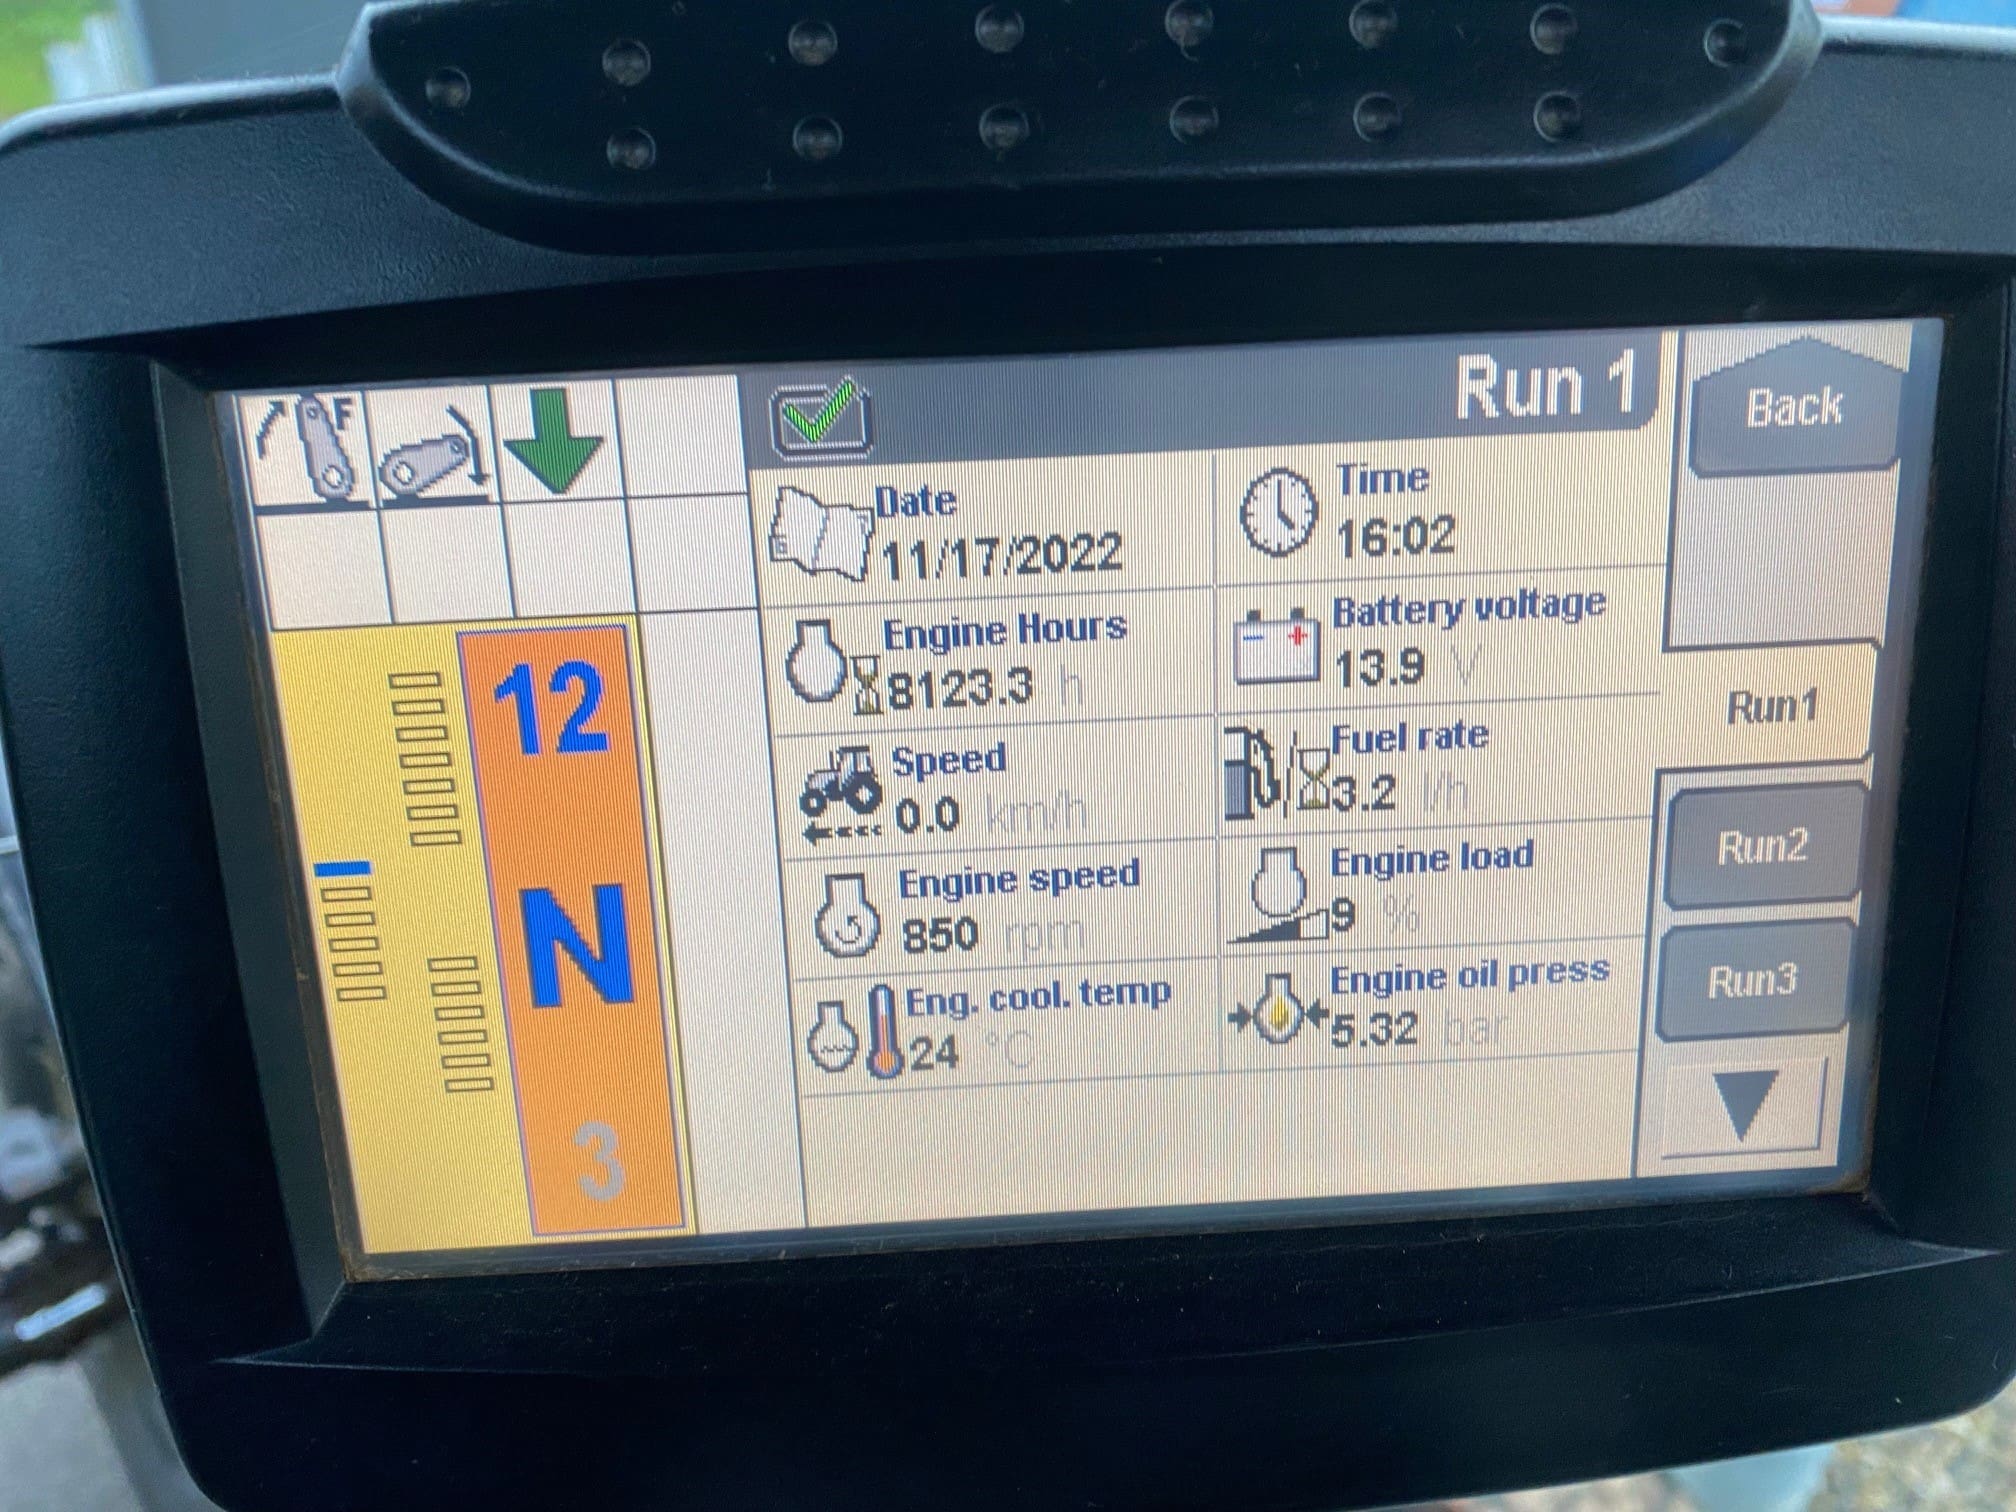 F
Run 1
Back
Date
11/17/2022
Time
16:02
Engine Hours
8123.3 h
Battery voltage
13.9 V
Run1
12
Speed
0.0 km/h
Fuel rate
3.2 l/h
Run2
N
Engine speed
850 rpm
Engine load
9 %
Run3
Eng. cool. temp
24 °C
Engine oil press
5.32 bar
3